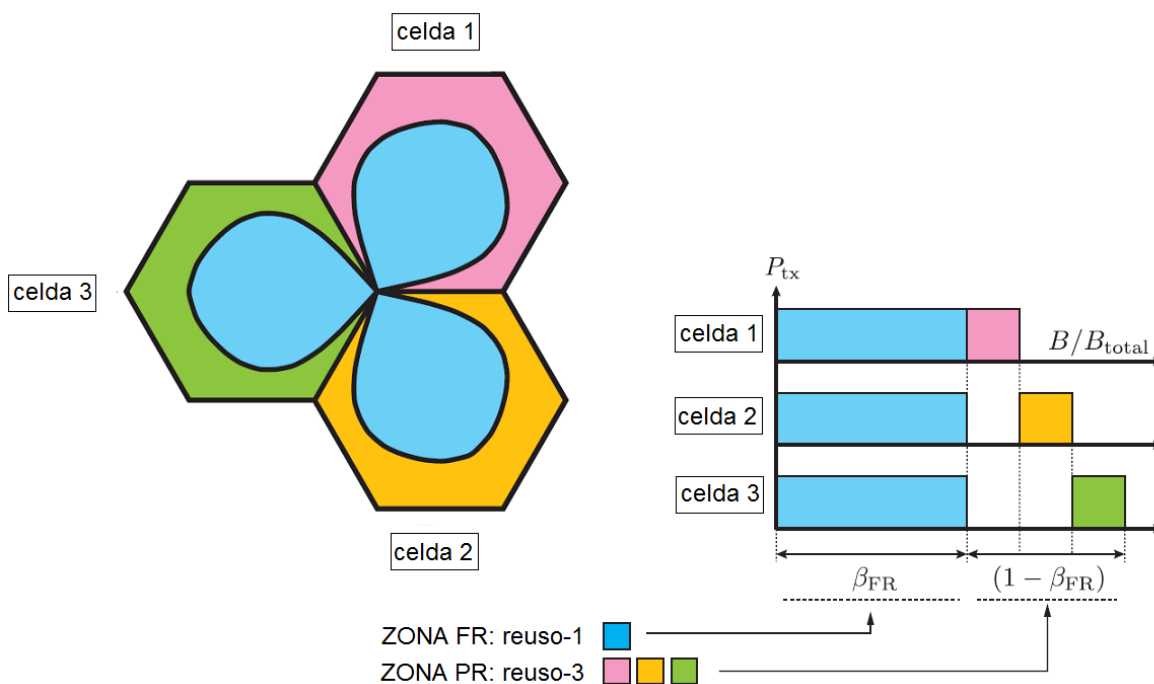 celda 1
celda 3
celda 2
P_tx
celda 1
B/B_total
celda 2
celda 3
β_FR
(1 − β_FR)
ZONA FR: reuso-1
ZONA PR: reuso-3